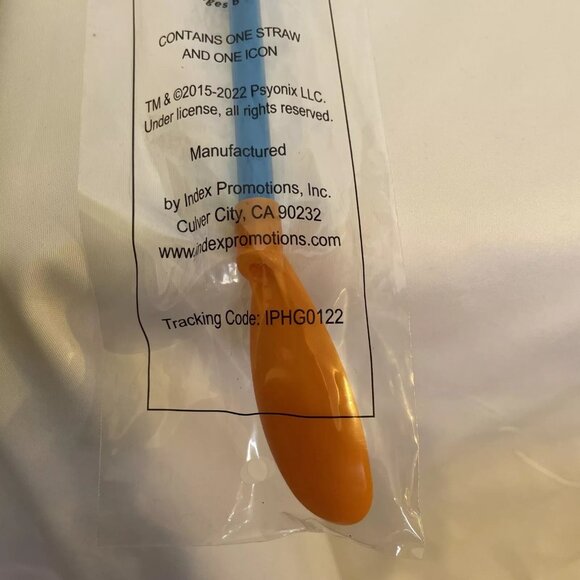 CONTAINS ONE STRAW
AND ONE ICON
TM & ©2015-2022 Psyonix LLC.
Under license, all rights reserved.
Manufactured
by Index Promotions, Inc.
Culver City, CA 90232
www.indexpromotions.com
Tracking Code: IPHG0122